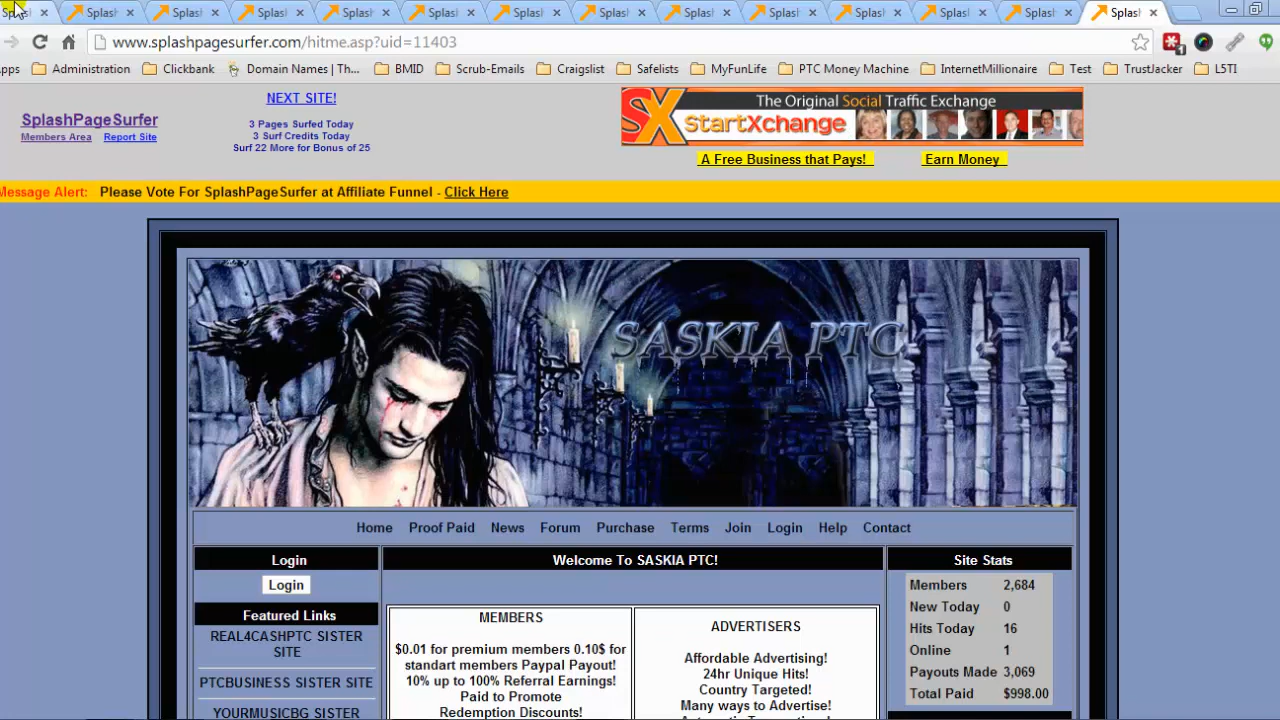 Spl Splash Splash Splash Splash Splash Splash Splash Splash Splash Splash Splash Splash Splash
www.splashpagesurfer.com/hitme.asp?uid=11403
pps Administration Clickbank Domain Names | Th... BMID Scrub-Emails Craigslist Safelists MyFunLife PTC Money Machine InternetMillionaire Test TrustJacker L5TI
NEXT SITE!
SplashPageSurfer
Members Area Report Site
3 Pages Surfed Today
3 Surf Credits Today
Surf 22 More for Bonus of 25
The Original Social Traffic Exchange
SX StartXchange
A Free Business that Pays! Earn Money
Message Alert: Please Vote For SplashPageSurfer at Affiliate Funnel - Click Here
SASKIA PTC
Home Proof Paid News Forum Purchase Terms Join Login Help Contact
Login
Login
Featured Links
REAL4CASHPTC SISTER
SITE
PTCBUSINESS SISTER SITE
YOURMUSICBG SISTER
Welcome To SASKIA PTC!
MEMBERS
$0.01 for premium members 0.10$ for
standart members Paypal Payout!
10% up to 100% Referral Earnings!
Paid to Promote
Redemption Discounts!
ADVERTISERS
Affordable Advertising!
24hr Unique Hits!
Country Targeted!
Many ways to Advertise!
Site Stats
Members 2,684
New Today 0
Hits Today 16
Online 1
Payouts Made 3,069
Total Paid $998.00